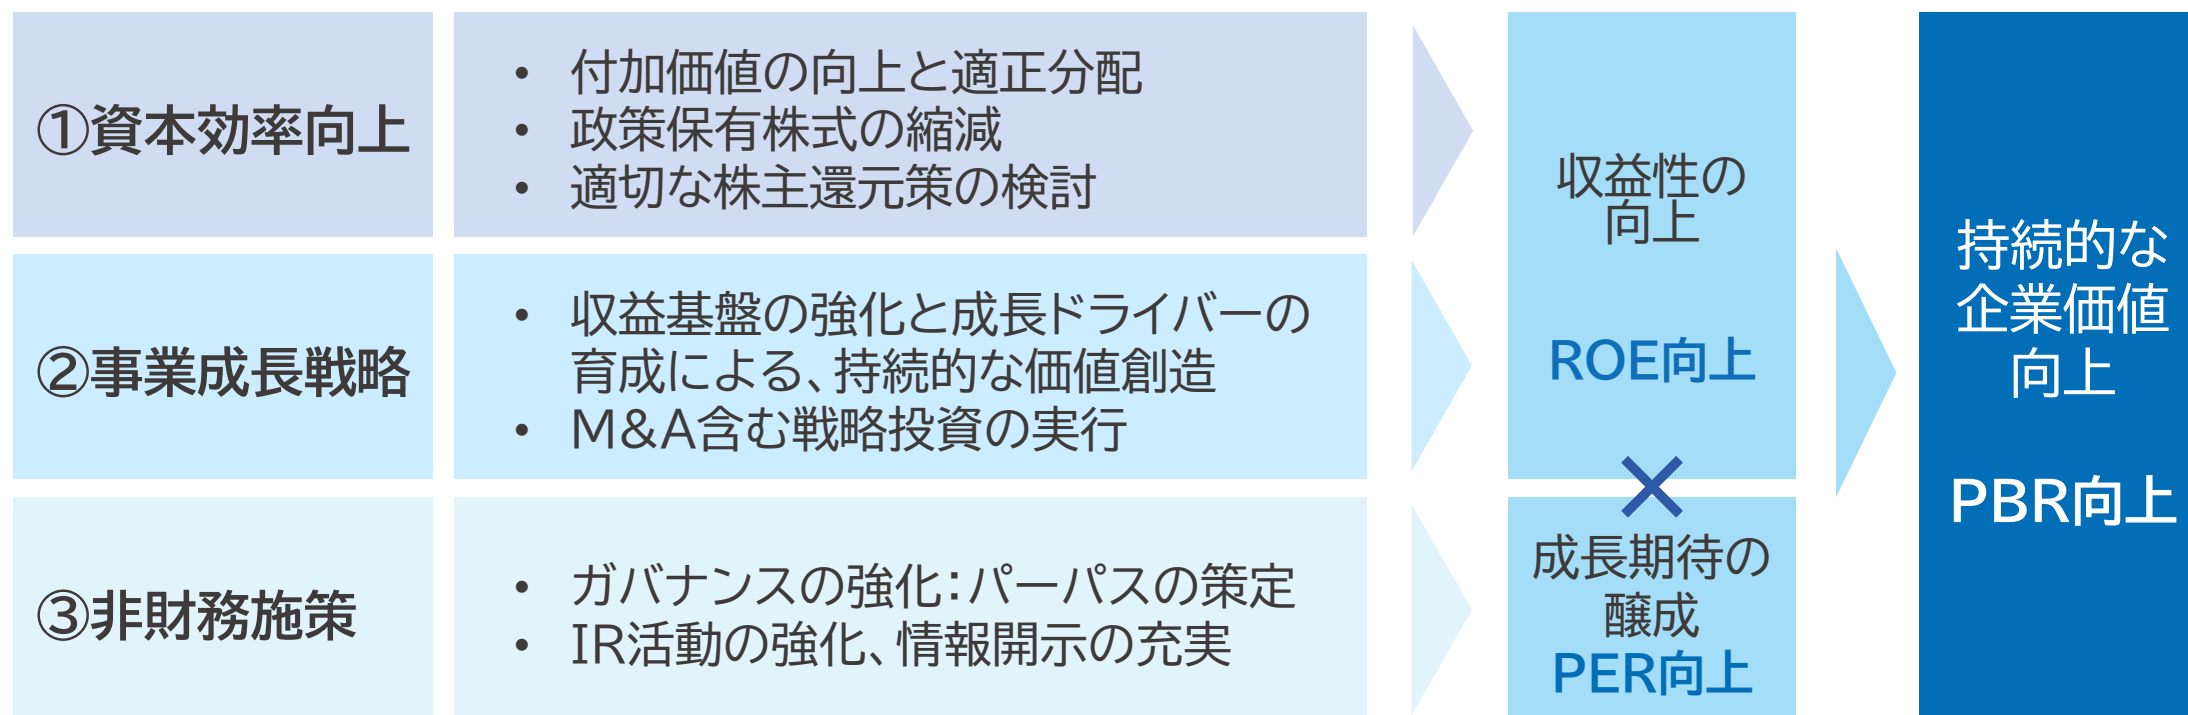 ①資本効率向上
• 付加価値の向上と適正分配
• 政策保有株式の縮減
• 適切な株主還元策の検討
②事業成長戦略
• 収益基盤の強化と成長ドライバーの
育成による、持続的な価値創造
• M&A含む戦略投資の実行
③非財務施策
• ガバナンスの強化：パーパスの策定
• IR活動の強化、情報開示の充実
収益性の
向上
ROE向上
×
成長期待の
醸成
PER向上
持続的な
企業価値
向上
PBR向上